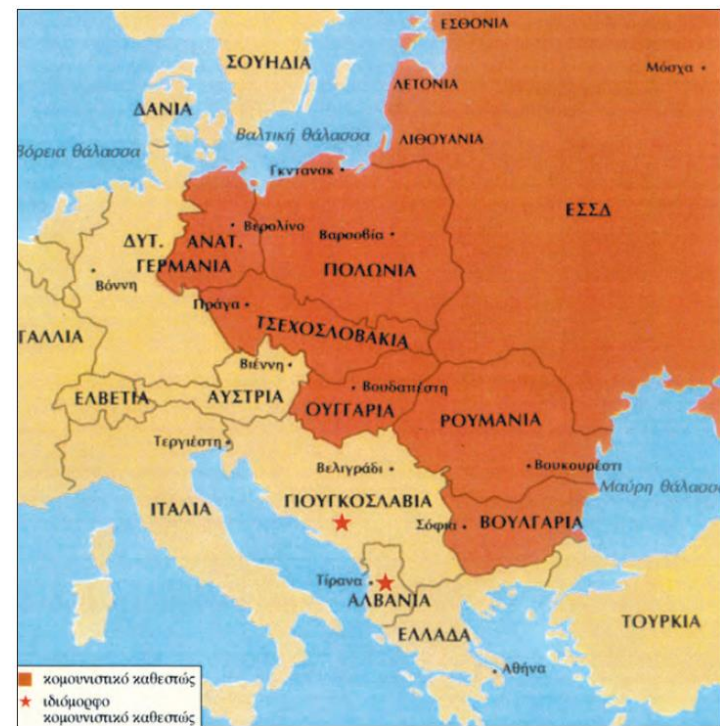 ΕΣΘΟΝΙΑ
ΣΟΥΗΔΙΑ
Μόσχα
ΛΕΤΟΝΙΑ
ΔΑΝΙΑ
Βαλτική θάλασσα
ΛΙΘΟΥΑΝΙΑ
Βόρεια θάλασσα
Γκντανσκ
ΕΣΣΔ
Βερολίνο
Βαρσοβία
ΔΥΤ. ΑΝΑΤ.
ΓΕΡΜΑΝΙΑ
ΠΟΛΩΝΙΑ
Βόννη
Πράγα
ΤΣΕΧΟΣΛΟΒΑΚΙΑ
ΓΑΛΛΙΑ
Βιέννη
Βουδαπέστη
ΕΛΒΕΤΙΑ
ΑΥΣΤΡΙΑ
ΟΥΓΓΑΡΙΑ
ΡΟΥΜΑΝΙΑ
Τεργιέστη
Βελιγράδι
Βουκουρέστι
Μαύρη θάλασσα
ΓΙΟΥΓΚΟΣΛΑΒΙΑ
ΙΤΑΛΙΑ
Σόφια
ΒΟΥΛΓΑΡΙΑ
Τίρανα
ΑΛΒΑΝΙΑ
ΤΟΥΡΚΙΑ
ΕΛΛΑΔΑ
Αθήνα
κομουνιστικό καθεστώς
ιδιόμορφο
κομουνιστικό καθεστώς